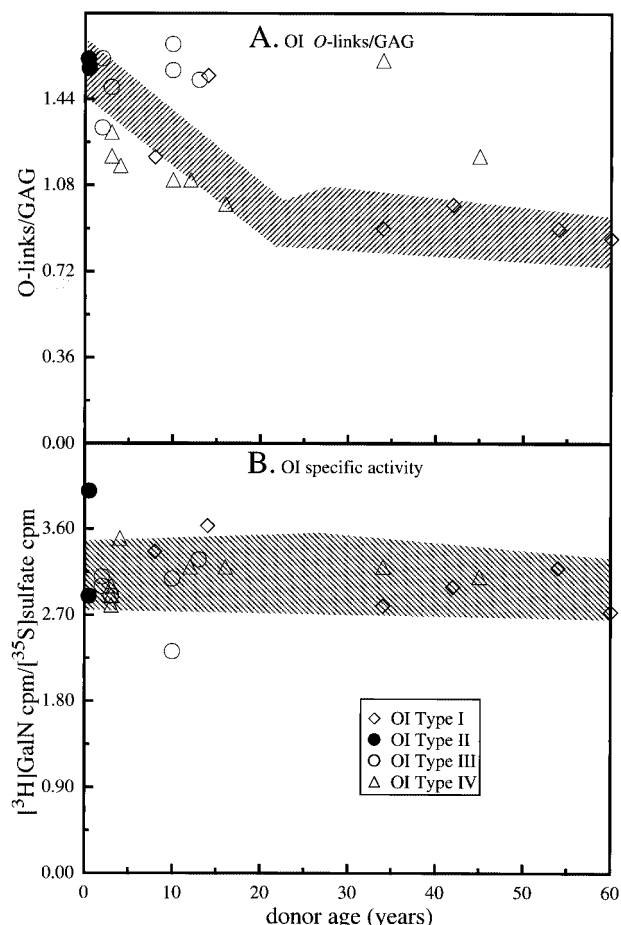 A. OI O-links/GAG
O-links/GAG
1.44
1.08
0.72
0.36
0.00
B. OI specific activity
[³H]GalN cpm/[³⁵S]sulfate cpm
3.60
2.70
1.80
0.90
0.00
OI Type I
OI Type II
OI Type III
OI Type IV
0 10 20 30 40 50 60
donor age (years)